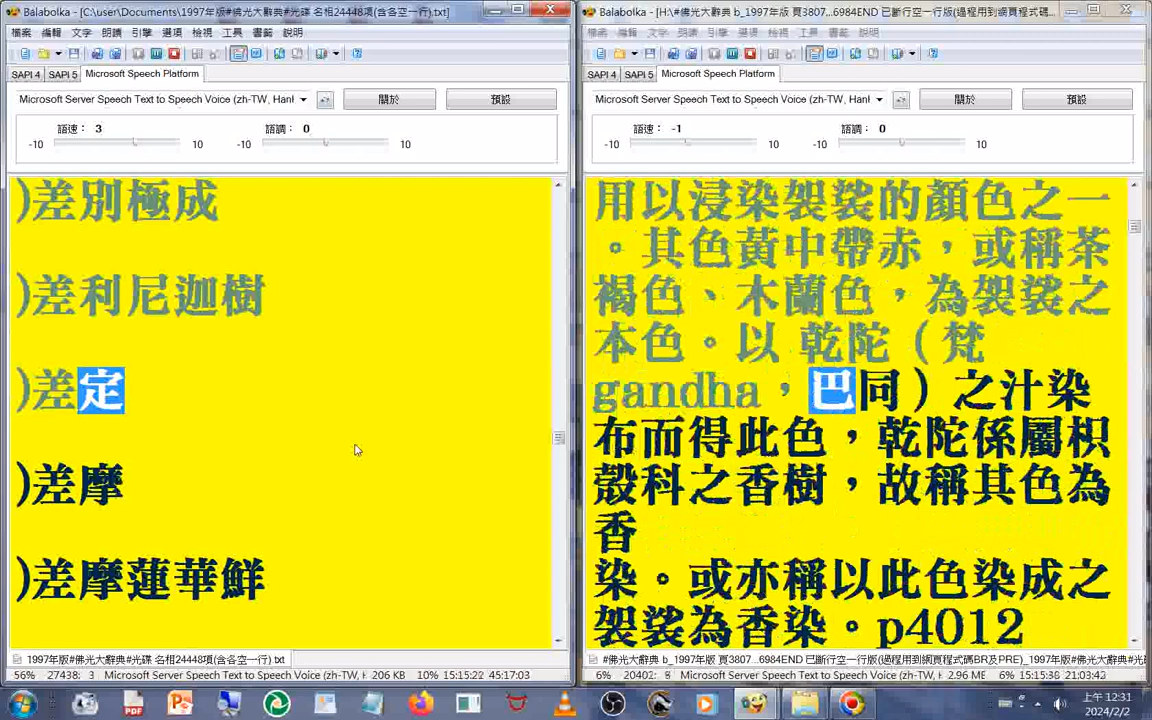 Balabolka - [C:\user\Documents\1997年版#佛光大辭典#光碟 名相24448項(含各空一行).txt]
檔案 編輯 文字 朗讀 引擎 選項 檢視 工具 書籤 說明
SAPI 4 SAPI 5 Microsoft Speech Platform
Microsoft Server Speech Text to Speech Voice (zh-TW, Hanl
關於
預設
語速： 3
語調： 0
-10 10 -10 10
)差別極成
)差利尼迦樹
)差定
)差摩
)差摩蓮華鮮
1997年版#佛光大辭典#光碟 名相24448項(含各空一行).txt
56% 27438: 3 Microsoft Server Speech Text to Speech Voice (zh-TW, H 206 KB 10% 15:15:22 45:17:03
Balabolka - [H:\#佛光大辭典 b_1997年版 頁3807...6984END 已斷行空一行版(過程用到網頁程式碼...
檔案 編輯 文字 朗讀 引擎 選項 檢視 工具 書籤 說明
SAPI 4 SAPI 5 Microsoft Speech Platform
Microsoft Server Speech Text to Speech Voice (zh-TW, Hanl
關於
預設
語速： -1
語調： 0
-10 10 -10 10
用以浸染袈裟的顏色之一
。其色黃中帶赤，或稱茶
褐色、木蘭色，為袈裟之
本色。以 乾陀（梵
gandha，巴同）之汁染
布而得此色，乾陀係屬枳
殼科之香樹，故稱其色為
香
染。或亦稱以此色染成之
袈裟為香染。p4012
#佛光大辭典 b_1997年版 頁3807...6984END 已斷行空一行版(過程用到網頁程式碼BR及PRE)_1997年版#光
6% 20402: 8 Microsoft Server Speech Text to Speech Voice (zh-TW, H 2.96 ME 6% 15:15:38 21:03:42
上午 12:31
2024/2/2